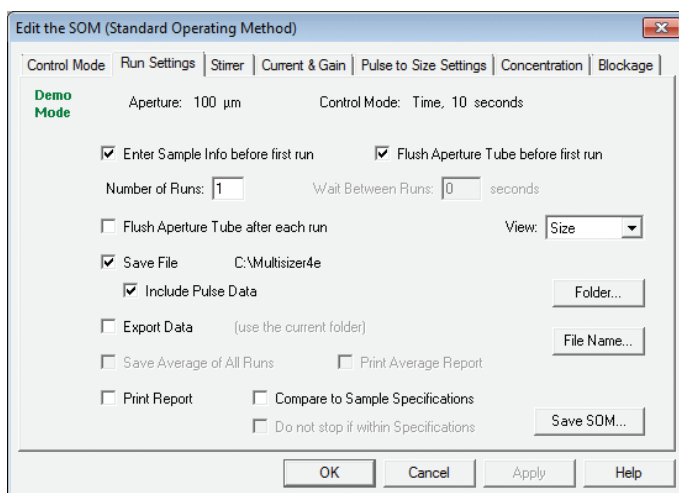 Edit the SOM (Standard Operating Method)
Control Mode Run Settings Stirrer Current & Gain Pulse to Size Settings Concentration Blockage
Demo Mode Aperture: 100 µm Control Mode: Time, 10 seconds
Enter Sample Info before first run Flush Aperture Tube before first run
Number of Runs: 1 Wait Between Runs: 0 seconds
Flush Aperture Tube after each run View: Size
Save File C:\Multisizer4e
Include Pulse Data Folder...
Export Data (use the current folder) File Name...
Save Average of All Runs Print Average Report
Print Report Compare to Sample Specifications
Do not stop if within Specifications Save SOM...
OK Cancel Apply Help